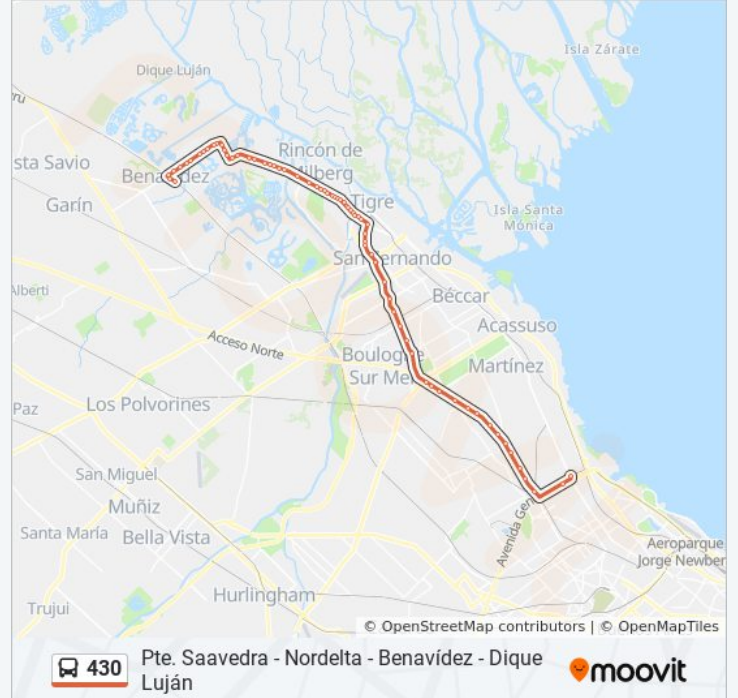 Isla Zárate
Dique Luján
ru
Rincón de
Milberg
sta Savio
Benavídez
Tigre
Garín
Isla Santa
Mónica
San Fernando
Alberti
Béccar
Acassuso
Acceso Norte
Boulogne
Sur Mer
Martínez
Paz
Los Polvorines
San Miguel
Muñiz
Avenida Gen
Santa María
Bella Vista
Aeroparque
Jorge Newber
Hurlingham
Trujui
© OpenStreetMap contributors | © OpenMapTiles
430
Pte. Saavedra - Nordelta - Benavídez - Dique
Luján
moovit